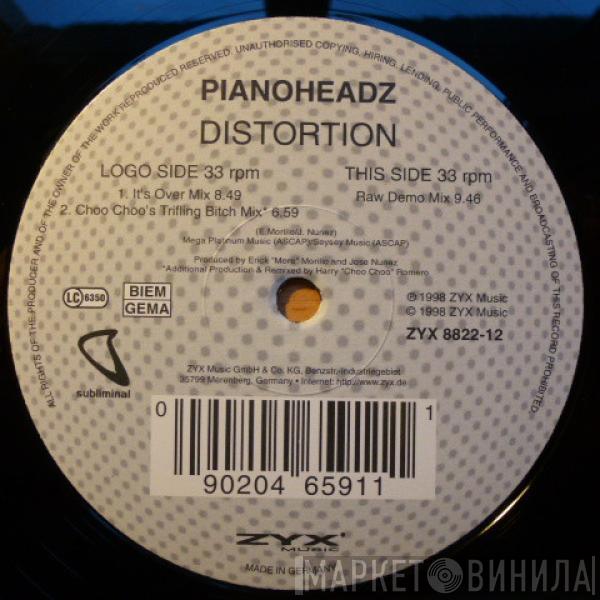 ALL RIGHTS OF THE PRODUCER AND OF THE OWNER OF THE WORK REPRODUCED RESERVED. UNAUTHORISED COPYING, HIRING, LENDING, PUBLIC PERFORMANCE AND BROADCASTING OF THIS RECORD PROHIBITED.
PIANOHEADZ
DISTORTION
LOGO SIDE 33 rpm
1. It's Over Mix 8.49
2. Choo Choo's Trifling Bitch Mix* 6.59
THIS SIDE 33 rpm
Raw Demo Mix 9.46
(E.Morillo/J. Nunez)
Mega Platinum Music (ASCAP)/Seysey Music (ASCAP)
Produced by Erick "More" Morillo and Jose Nunez
*Additional Production & Remixed by Harry "Choo Choo" Romero
LC 6350
BIEM
GEMA
℗ 1998 ZYX Music
© 1998 ZYX Music
ZYX 8822-12
subliminal
ZYX Music GmbH & Co. KG, Benzstr.-Industriegebiet
35799 Merenberg, Germany • Internet: http://www.zyx.de
0 90204 65911 1
ZYX
MUSIC
MADE IN GERMANY
МАРКЕТ ВИНИЛА